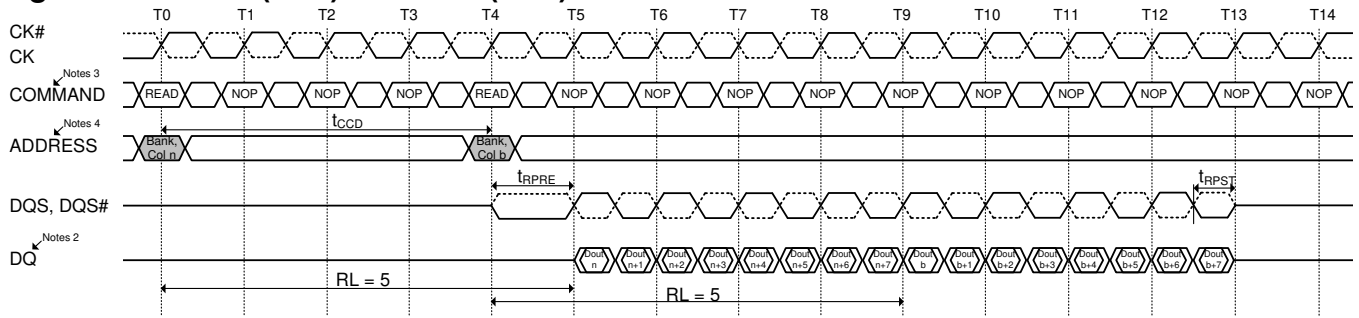 T0 T1 T2 T3 T4 T5 T6 T7 T8 T9 T10 T11 T12 T13 T14
CK#
CK
Notes 3
COMMAND READ NOP NOP NOP READ NOP NOP NOP NOP NOP NOP NOP NOP NOP NOP
tCCD
Notes 4
ADDRESS Bank, Col n Bank, Col b
tRPRE tRPST
DQS, DQS#
Notes 2
DQ Dout n Dout n+1 Dout n+2 Dout n+3 Dout n+4 Dout n+5 Dout n+6 Dout n+7 Dout b Dout b+1 Dout b+2 Dout b+3 Dout b+4 Dout b+5 Dout b+6 Dout b+7
RL = 5
RL = 5